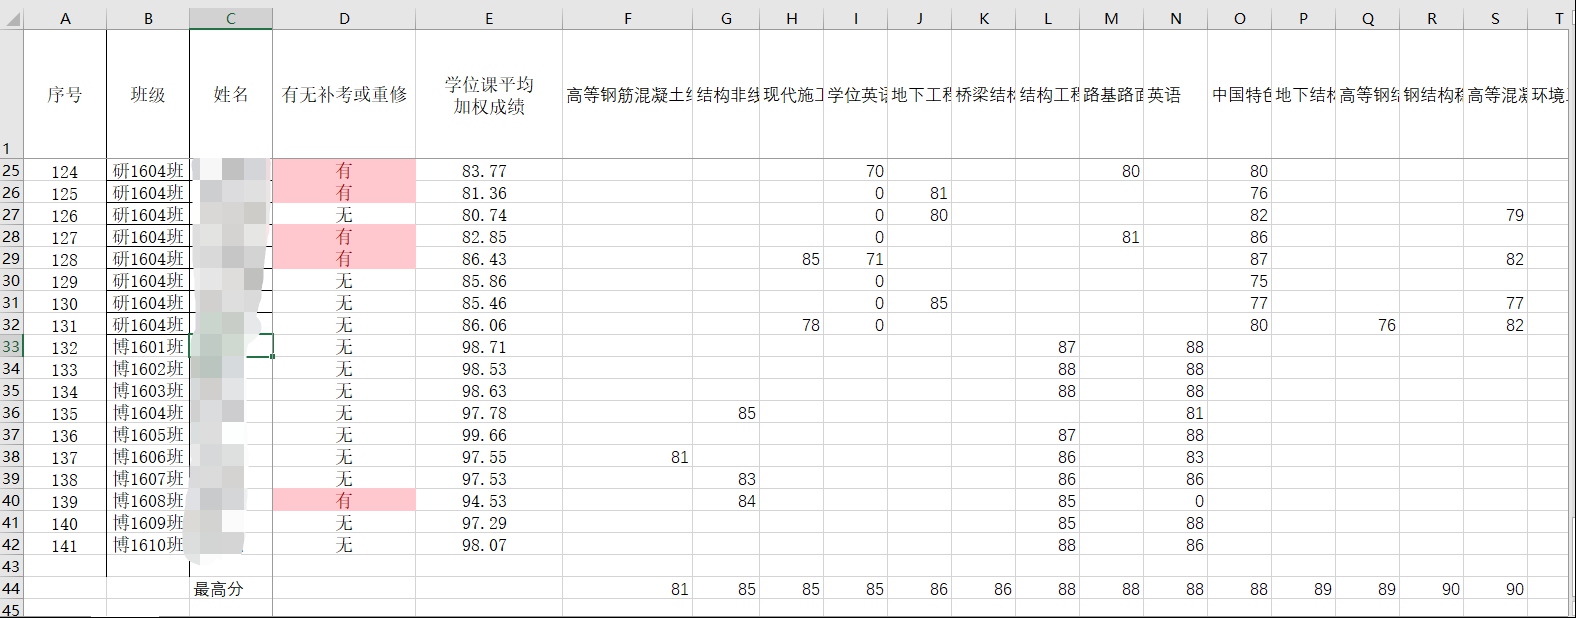 A B C D E F G H I J K L M N O P Q R S T
1 序号 班级 姓名 有无补考或重修 学位课平均
加权成绩 高等钢筋混凝土 结构非线 现代施工 学位英语 地下工程 桥梁结构 结构工程 路基路面 英语 中国特色 地下结构 高等钢结 钢结构稳 高等混凝 环境
25 124 研1604班 有 83.77 70 80 80
26 125 研1604班 有 81.36 0 81 76
27 126 研1604班 无 80.74 0 80 82 79
28 127 研1604班 有 82.85 0 81 86
29 128 研1604班 有 86.43 85 71 87 82
30 129 研1604班 无 85.86 0 75
31 130 研1604班 无 85.46 0 85 77 77
32 131 研1604班 无 86.06 78 0 80 76 82
33 132 博1601班 无 98.71 87 88
34 133 博1602班 无 98.53 88 88
35 134 博1603班 无 98.63 88 88
36 135 博1604班 无 97.78 85 81
37 136 博1605班 无 99.66 87 88
38 137 博1606班 无 97.55 81 86 83
39 138 博1607班 无 97.53 83 86 86
40 139 博1608班 有 94.53 84 85 0
41 140 博1609班 无 97.29 85 88
42 141 博1610班 无 98.07 88 86
43
44 最高分 81 85 85 85 86 86 88 88 88 88 89 89 90 90
45